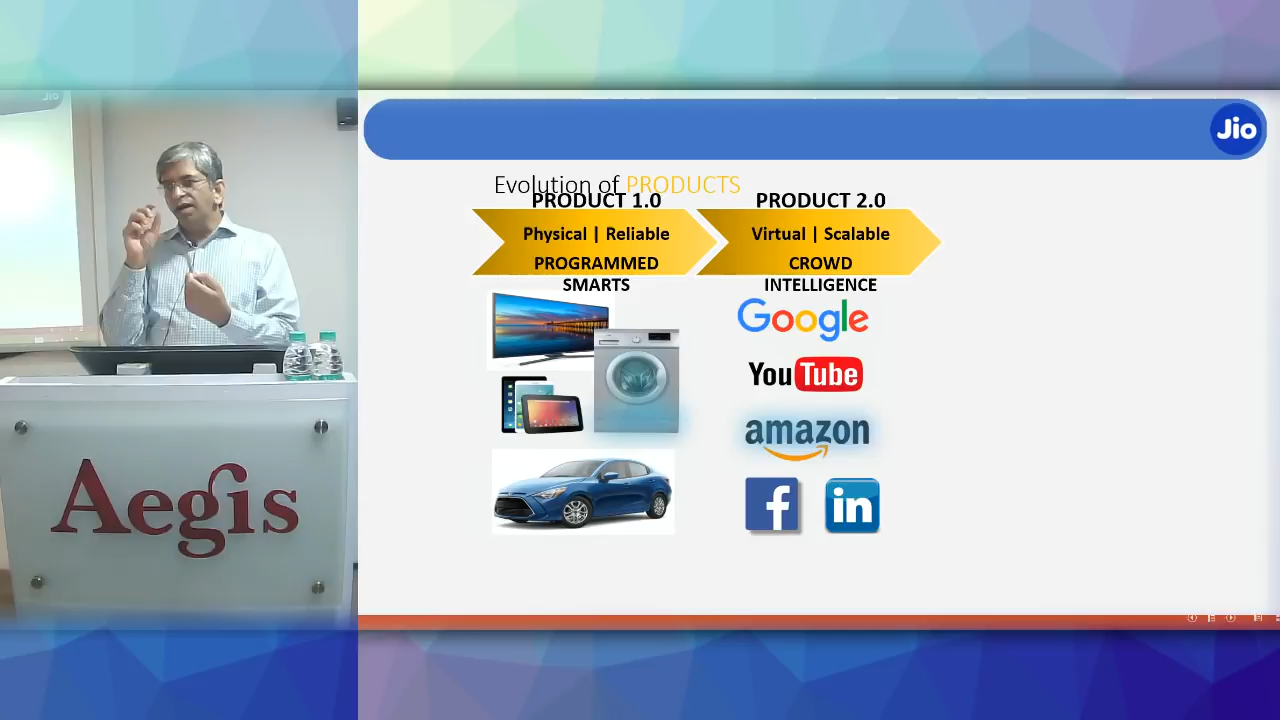 Jio
Jio
Evolution of PRODUCTS
PRODUCT 1.0
Physical | Reliable
PROGRAMMED
SMARTS
PRODUCT 2.0
Virtual | Scalable
CROWD
INTELLIGENCE
Google
YouTube
amazon
f
in
Aegis